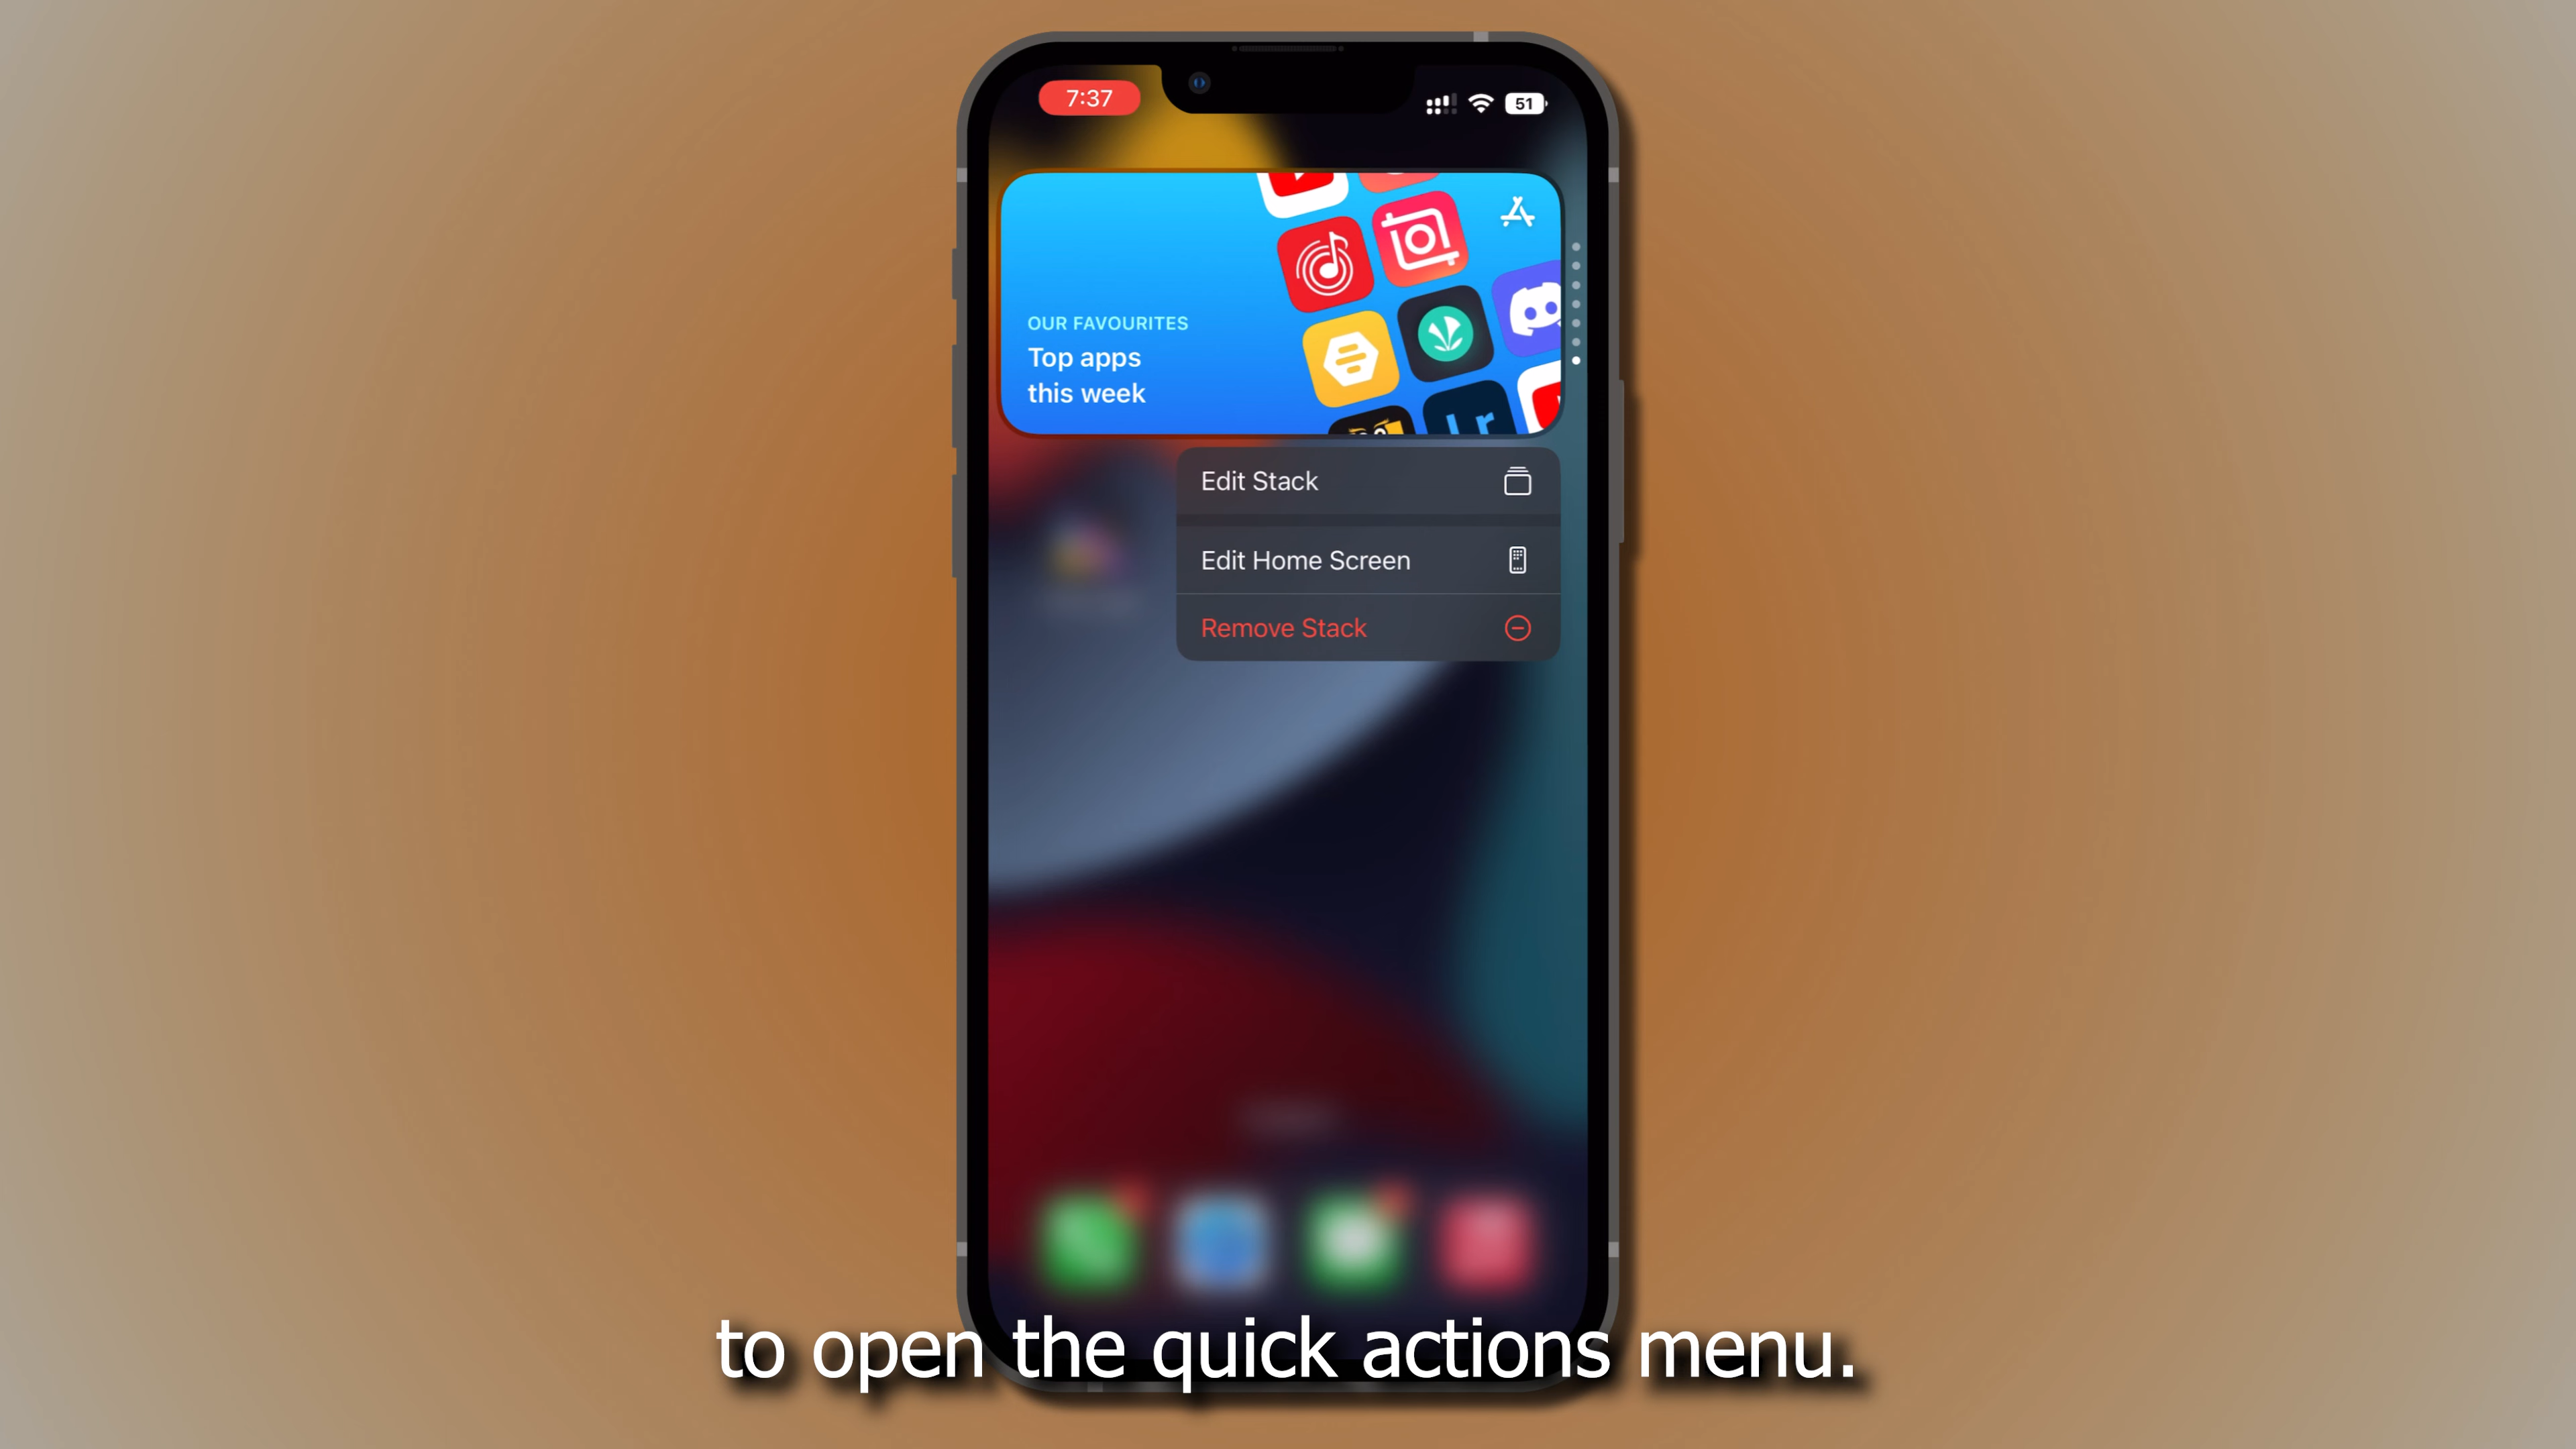 7:37
51
OUR FAVOURITES
Top apps
this week
Lr
Edit Stack
Edit Home Screen
Remove Stack
to open the quick actions menu.